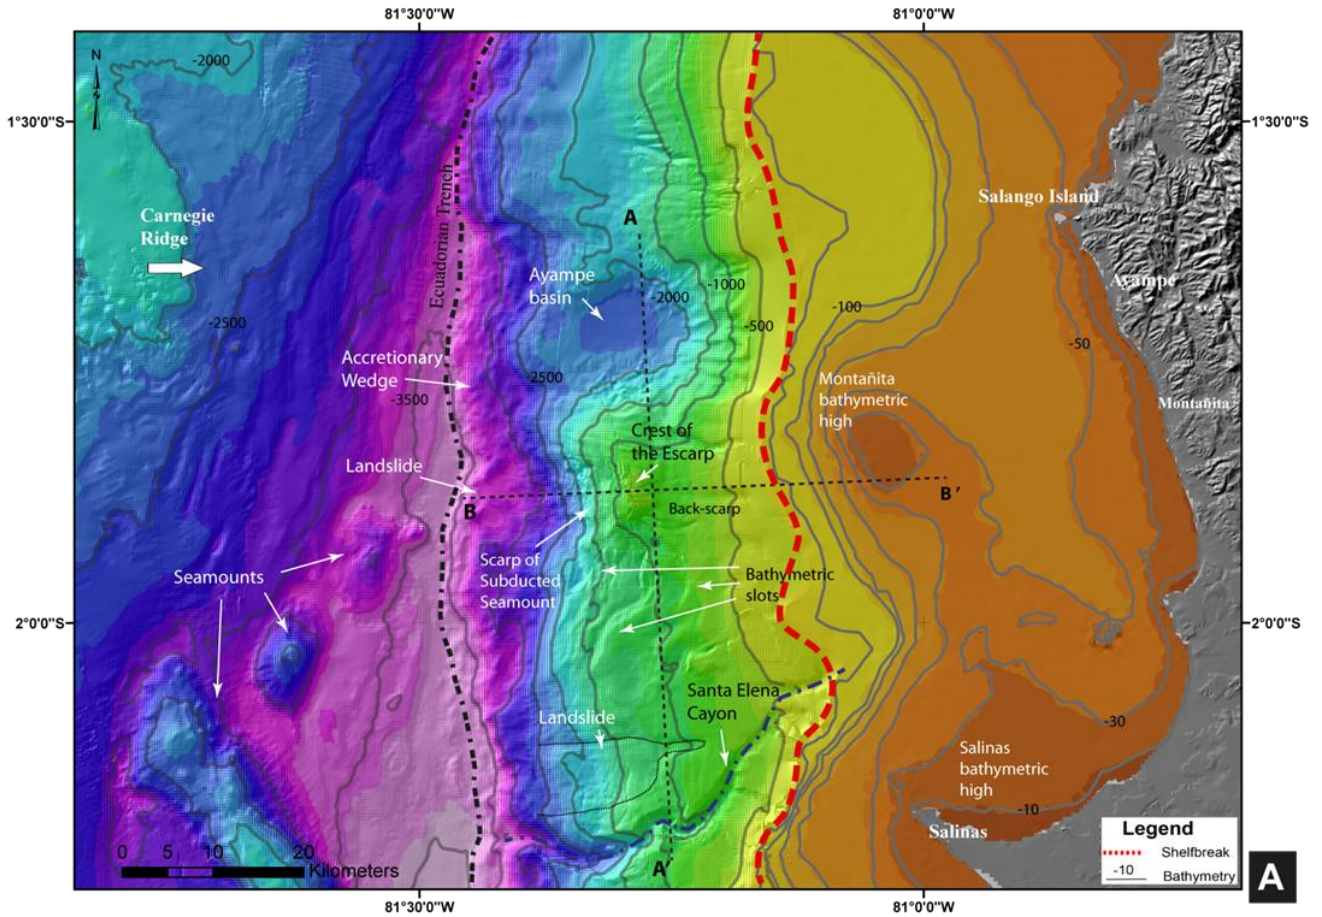 81°30'0"W
81°0'0"W
N
-2000
1°30'0"S
1°30'0"S
Salango Island
Carnegie
Ridge
A
Ecuadorian Trench
Ayampe
basin
-2000
-1000
Ayampe
-500
-100
-2500
-50
Accretionary
Wedge
-2500
-3500
Montañita
bathymetric
high
Montañita
Crest of
the Escarp
Landslide
B
B'
Back-scarp
Scarp of
Subducted
Seamount
Seamounts
Bathymetric
slots
2°0'0"S
2°0'0"S
Santa Elena
Cayon
Landslide
-30
Salinas
bathymetric
high
-10
Salinas
0 5 10 20
Kilometers
A'
Legend
Shelfbreak
-10
Bathymetry
A
81°30'0"W
81°0'0"W